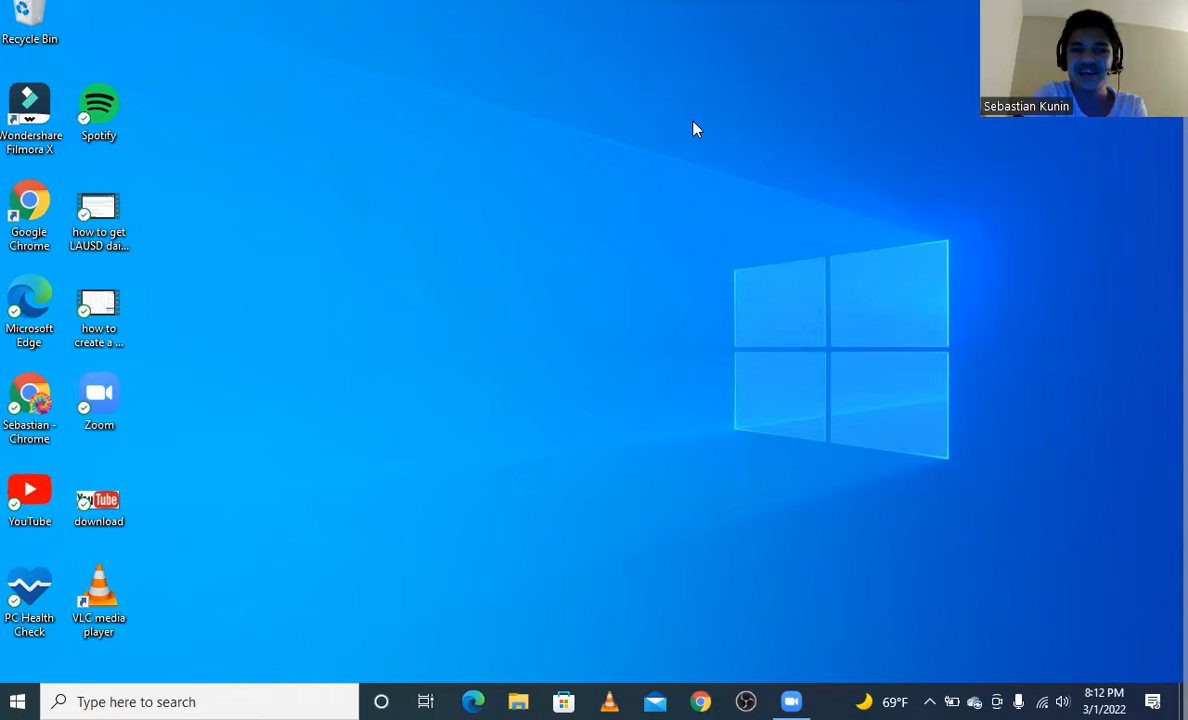 Recycle Bin
Sebastian Kunin
Wondershare
Filmora X
Spotify
Google
Chrome
how to get
LAUSD dai...
Microsoft
Edge
how to
create a ...
Sebastian -
Chrome
Zoom
YouTube
You Tube
download
PC Health
Check
VLC media
player
Type here to search
69°F
8:12 PM
3/1/2022